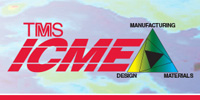 TMS
MANUFACTURING
ICME
DESIGN
MATERIALS